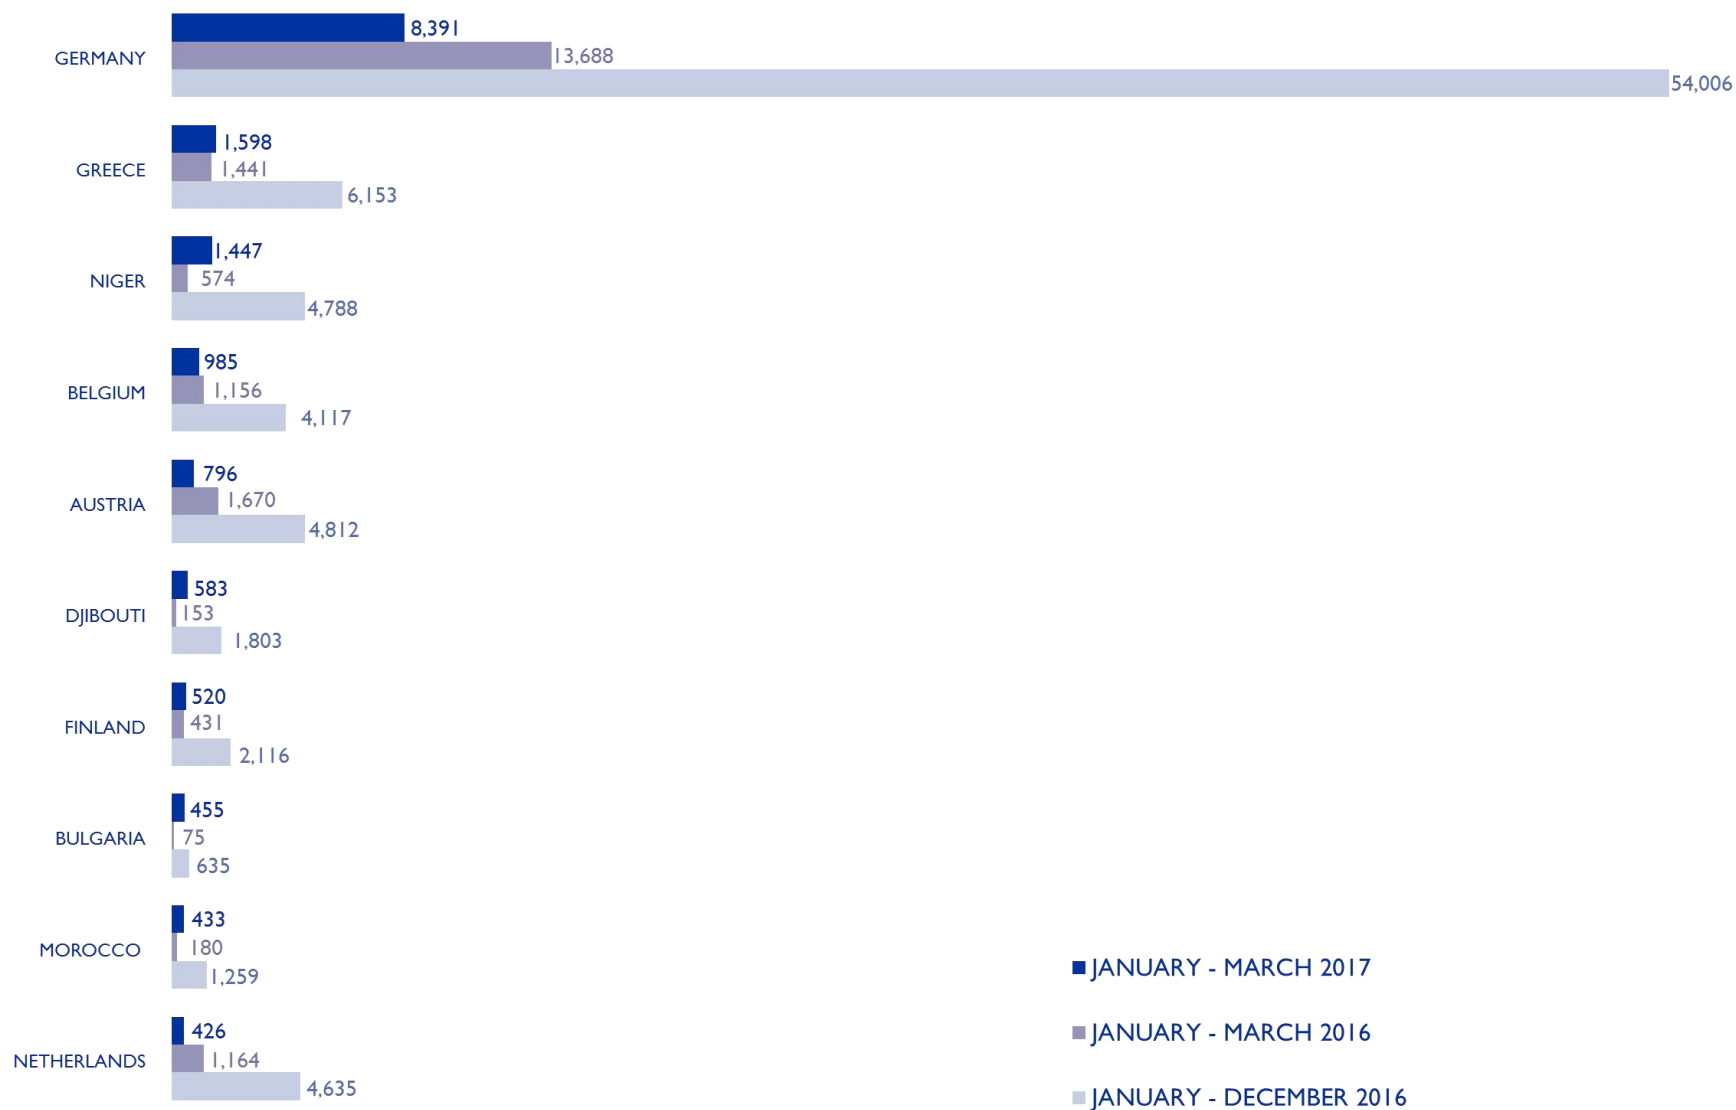 GERMANY
8,391
13,688
54,006
GREECE
1,598
1,441
6,153
NIGER
1,447
574
4,788
BELGIUM
985
1,156
4,117
AUSTRIA
796
1,670
4,812
DJIBOUTI
583
153
1,803
FINLAND
520
431
2,116
BULGARIA
455
75
635
MOROCCO
433
180
1,259
NETHERLANDS
426
1,164
4,635
JANUARY - MARCH 2017
JANUARY - MARCH 2016
JANUARY - DECEMBER 2016